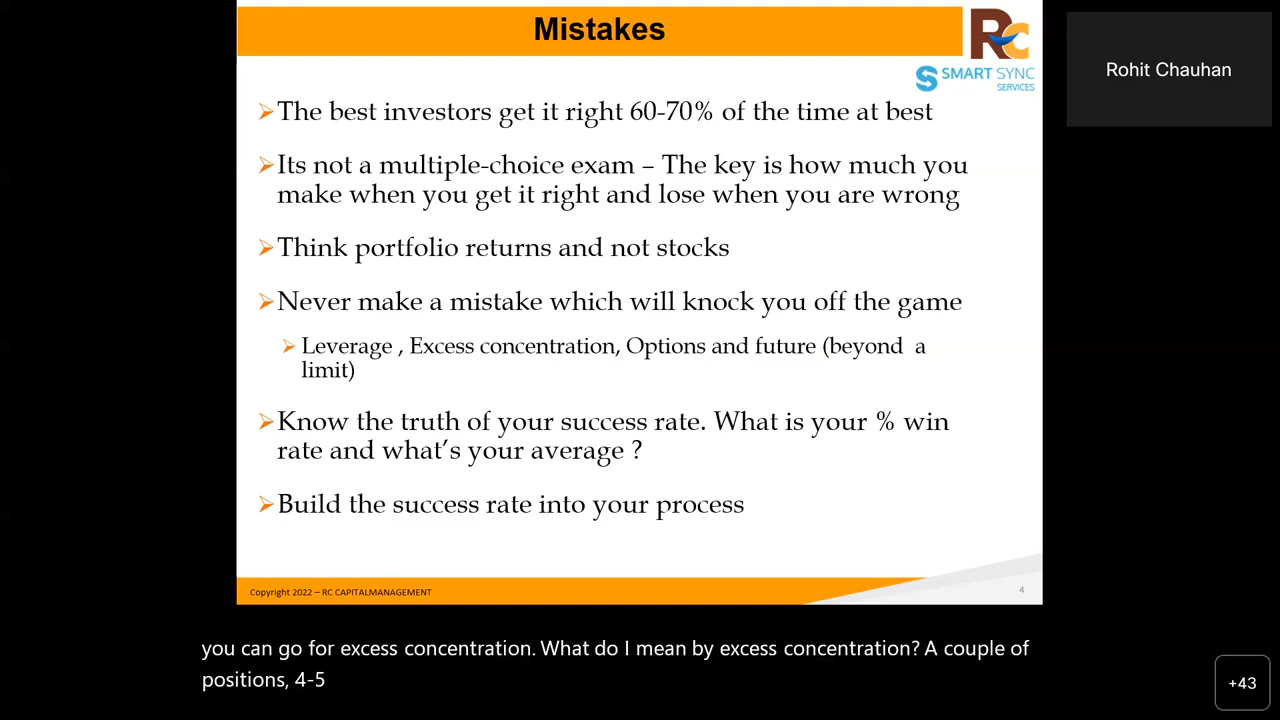 Mistakes
Rc
SMART SYNC
SERVICES
Rohit Chauhan
The best investors get it right 60-70% of the time at best
Its not a multiple-choice exam – The key is how much you
make when you get it right and lose when you are wrong
Think portfolio returns and not stocks
Never make a mistake which will knock you off the game
Leverage , Excess concentration, Options and future (beyond a
limit)
Know the truth of your success rate. What is your % win
rate and what’s your average ?
Build the success rate into your process
Copyright 2022 – RC CAPITALMANAGEMENT
4
you can go for excess concentration. What do I mean by excess concentration? A couple of
positions, 4-5
+43